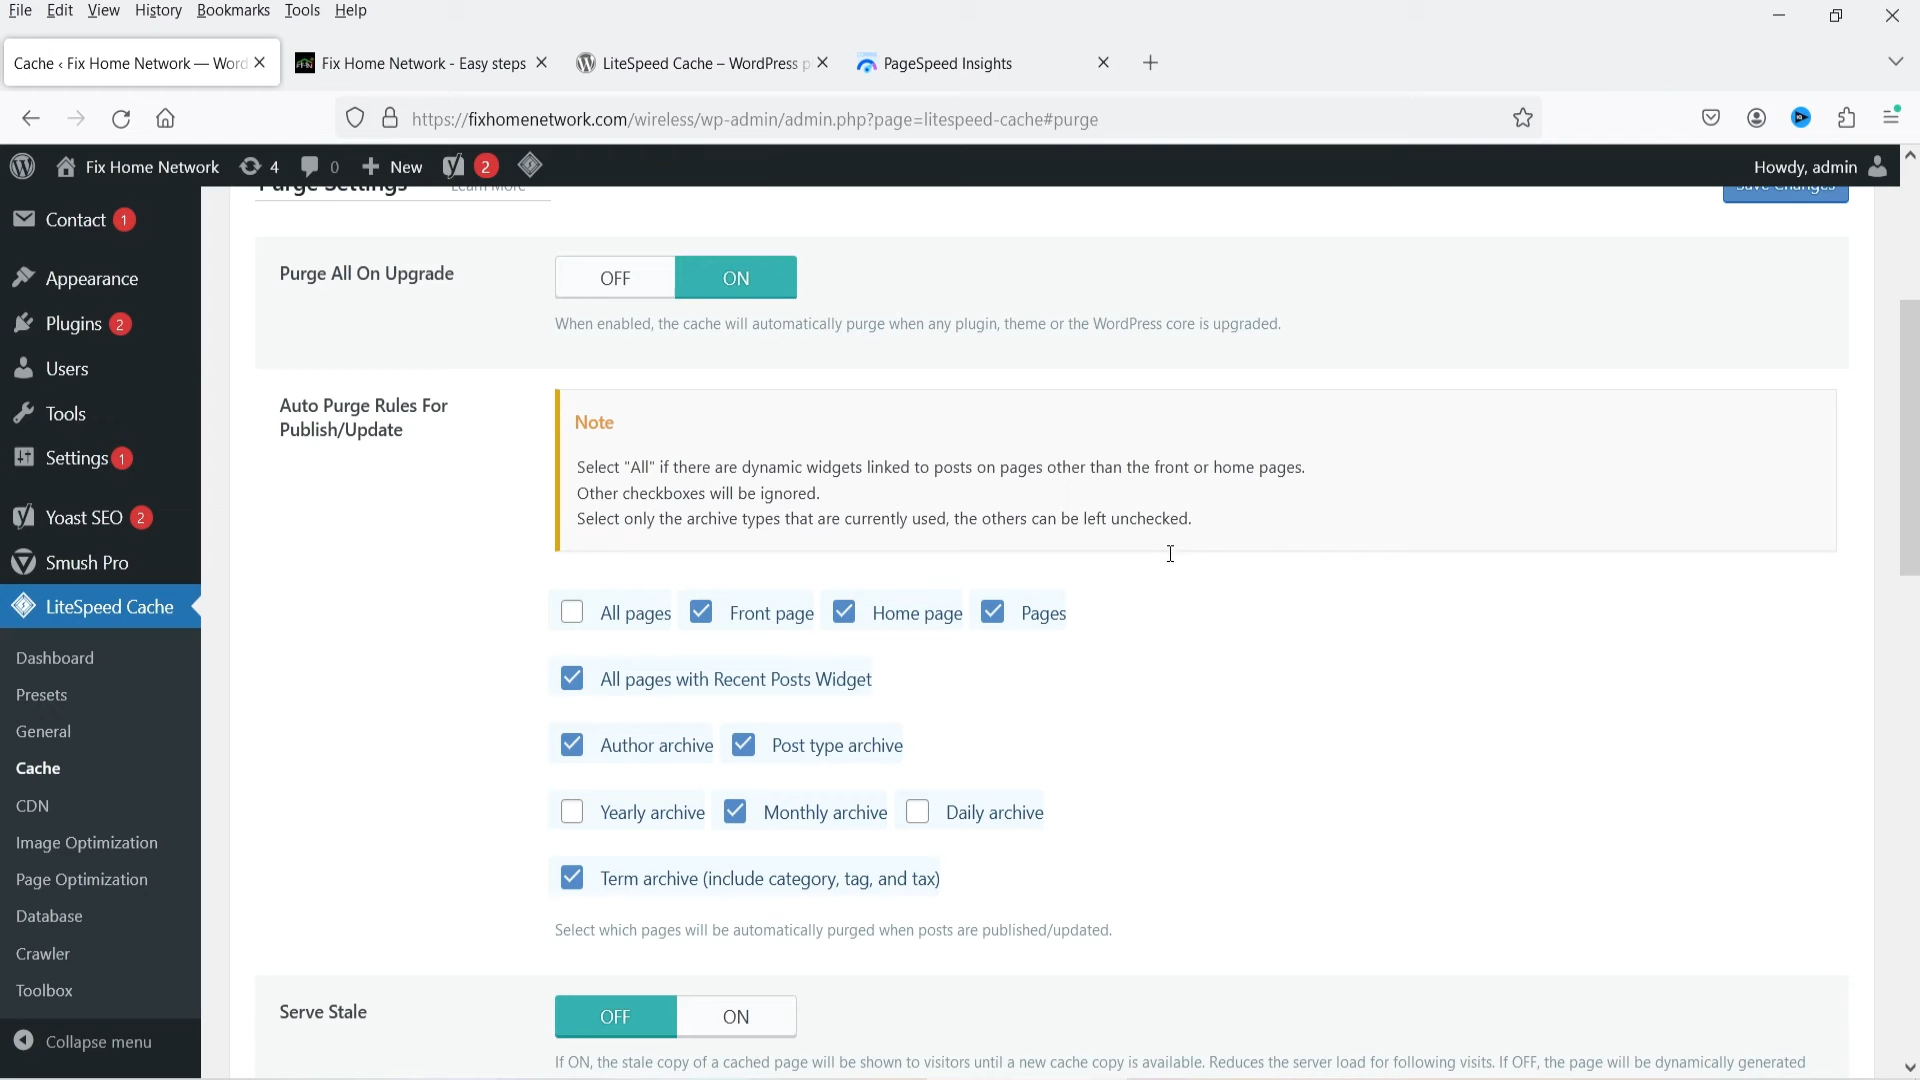 File Edit View History Bookmarks Tools Help
Cache ‹ Fix Home Network — Word
Fix Home Network - Easy steps
LiteSpeed Cache – WordPress p
PageSpeed Insights
https://fixhomenetwork.com/wireless/wp-admin/admin.php?page=litespeed-cache#purge
Fix Home Network 4 0 New 2
Howdy, admin
Contact 1
Appearance
Plugins 2
Users
Tools
Settings 1
Yoast SEO 2
Smush Pro
LiteSpeed Cache
Dashboard
Presets
General
Cache
CDN
Image Optimization
Page Optimization
Database
Crawler
Toolbox
Collapse menu
Purge Settings Learn More
Save Changes
Purge All On Upgrade
OFF ON
When enabled, the cache will automatically purge when any plugin, theme or the WordPress core is upgraded.
Auto Purge Rules For
Publish/Update
Note
Select "All" if there are dynamic widgets linked to posts on pages other than the front or home pages.
Other checkboxes will be ignored.
Select only the archive types that are currently used, the others can be left unchecked.
All pages Front page Home page Pages
All pages with Recent Posts Widget
Author archive Post type archive
Yearly archive Monthly archive Daily archive
Term archive (include category, tag, and tax)
Select which pages will be automatically purged when posts are published/updated.
Serve Stale
OFF ON
If ON, the stale copy of a cached page will be shown to visitors until a new cache copy is available. Reduces the server load for following visits. If OFF, the page will be dynamically generated